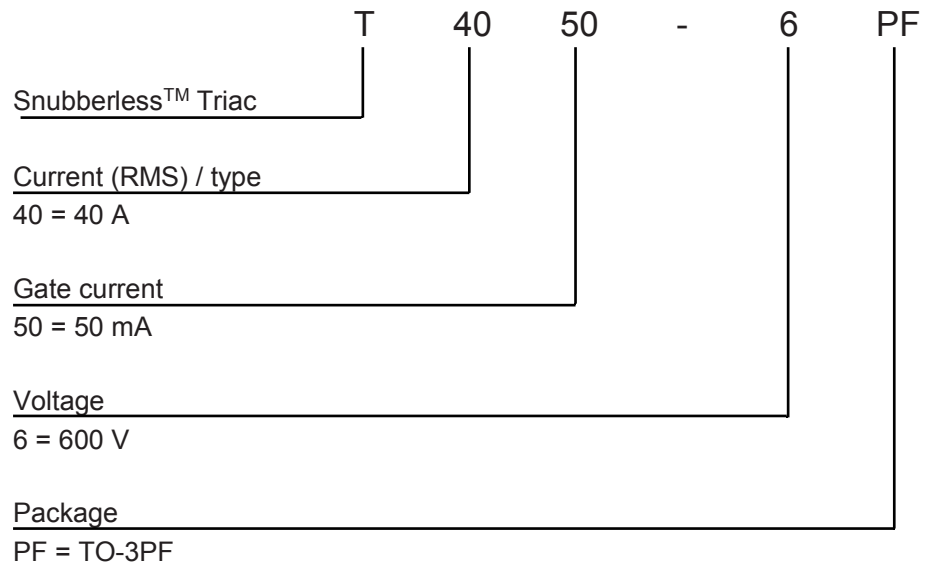 T 40 50 - 6 PF
Snubberless™ Triac
Current (RMS) / type
40 = 40 A
Gate current
50 = 50 mA
Voltage
6 = 600 V
Package
PF = TO-3PF